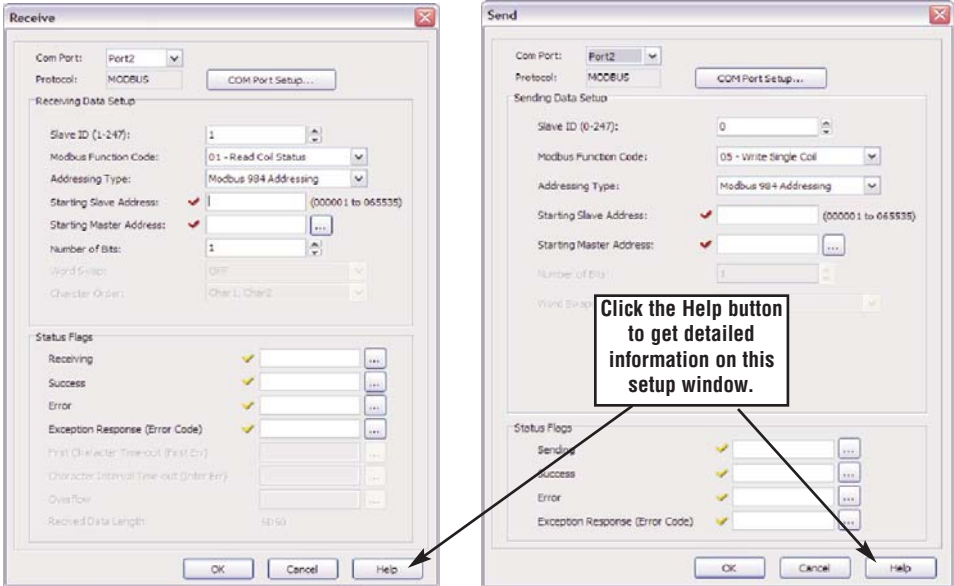 Receive
Com Port: Port2
Protocol: MODBUS COM Port Setup...
Receiving Data Setup
Slave ID (1-247): 1
Modbus Function Code: 01 - Read Coil Status
Addressing Type: Modbus 984 Addressing
Starting Slave Address: (000001 to 065535)
Starting Master Address: ...
Number of Bits: 1
Word Swap: OFF
Character Order: Char1, Char2
Status Flags
Receiving ...
Success ...
Error ...
Exception Response (Error Code) ...
First Character Time-out (First Err) ...
Character Interval Time-out (Inter Err) ...
Overflow ...
Recived Data Length: SD50
OK Cancel Help
Send
Com Port: Port2
Protocol: MODBUS COM Port Setup...
Sending Data Setup
Slave ID (0-247): 0
Modbus Function Code: 05 - Write Single Coil
Addressing Type: Modbus 984 Addressing
Starting Slave Address: (000001 to 065535)
Starting Master Address: ...
Number of Bits: 1
Word Swap
Click the Help button
to get detailed
information on this
setup window.
Status Flags
Sending ...
Success ...
Error ...
Exception Response (Error Code) ...
OK Cancel Help